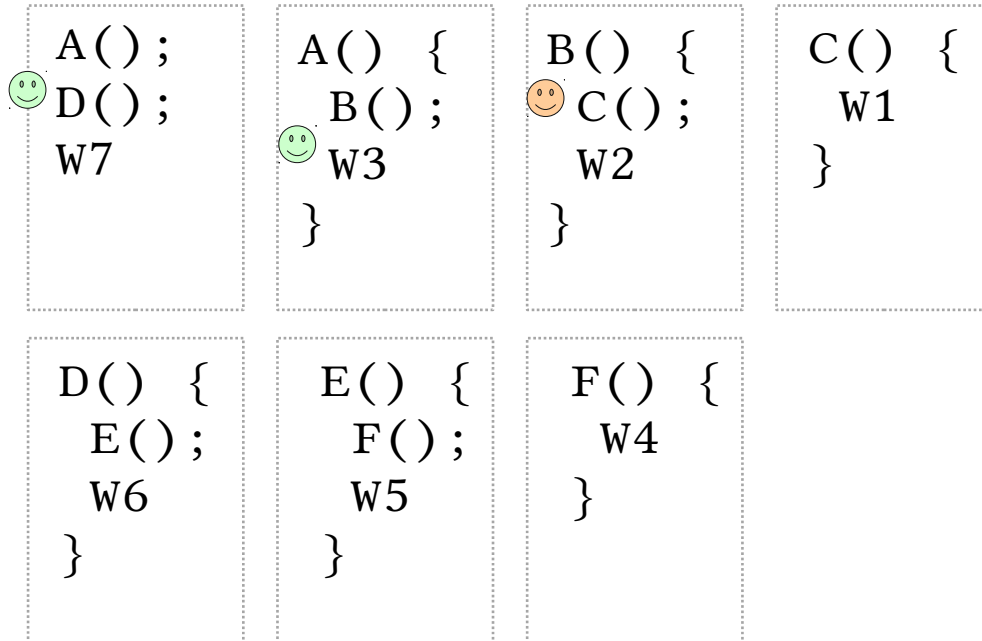 A();
D();
W7
A() {
B();
W3
}
B() {
C();
W2
}
C() {
W1
}
D() {
E();
W6
}
E() {
F();
W5
}
F() {
W4
}